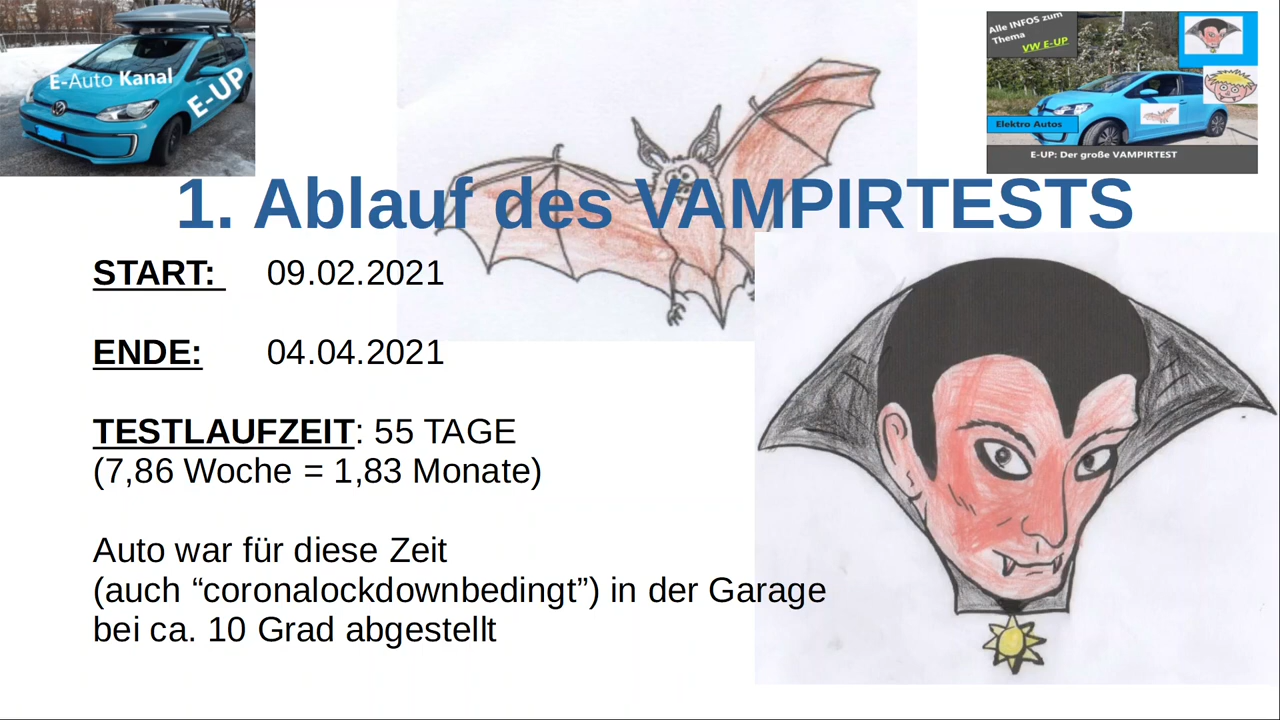 E-Auto Kanal
E-UP
Alle INFOS zum
Thema
VW E-UP
Elektro Autos
E-UP: Der große VAMPIRTEST
1. Ablauf des VAMPIRTESTS
START: 09.02.2021
ENDE: 04.04.2021
TESTLAUFZEIT: 55 TAGE
(7,86 Woche = 1,83 Monate)
Auto war für diese Zeit
(auch “coronalockdownbedingt”) in der Garage
bei ca. 10 Grad abgestellt